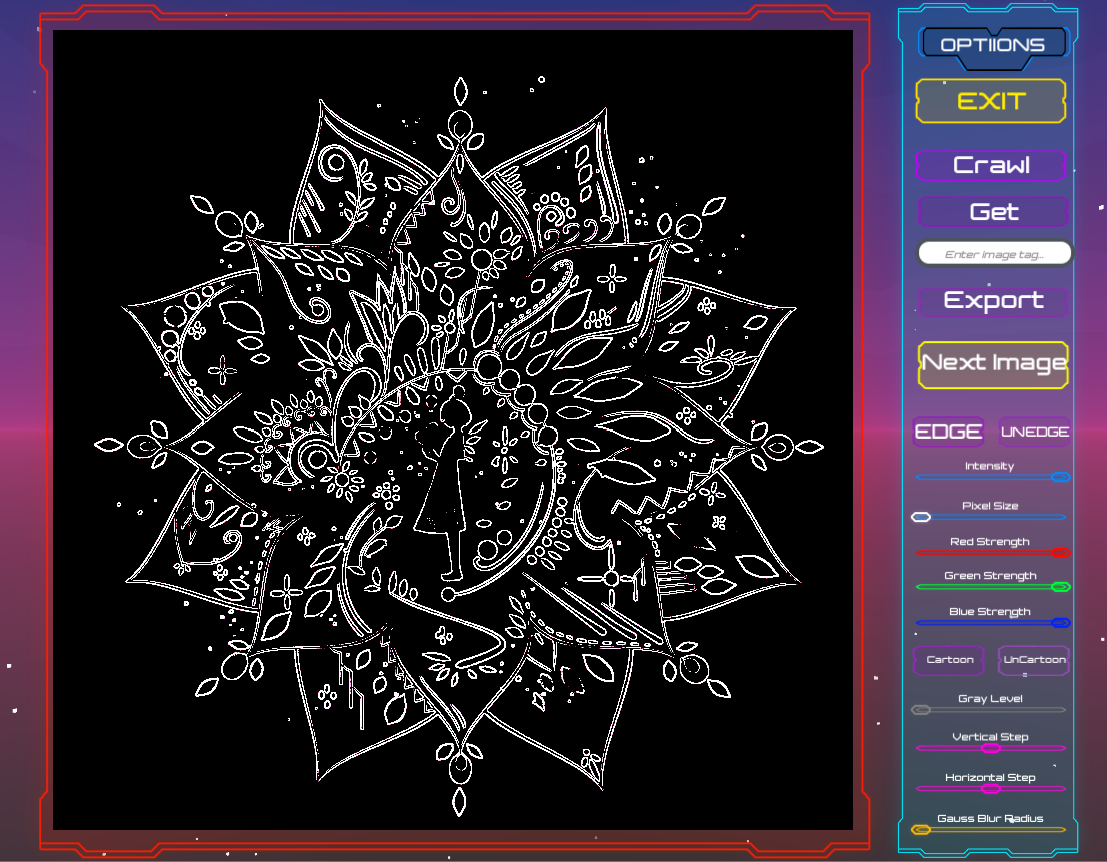 OPTIIONS
EXIT
Crawl
Get
Enter image tag...
Export
Next Image
EDGE UNEDGE
Intensity
Pixel Size
Red Strength
Green Strength
Blue Strength
Cartoon UnCartoon
Gray Level
Vertical Step
Horizontal Step
Gauss Blur Radius